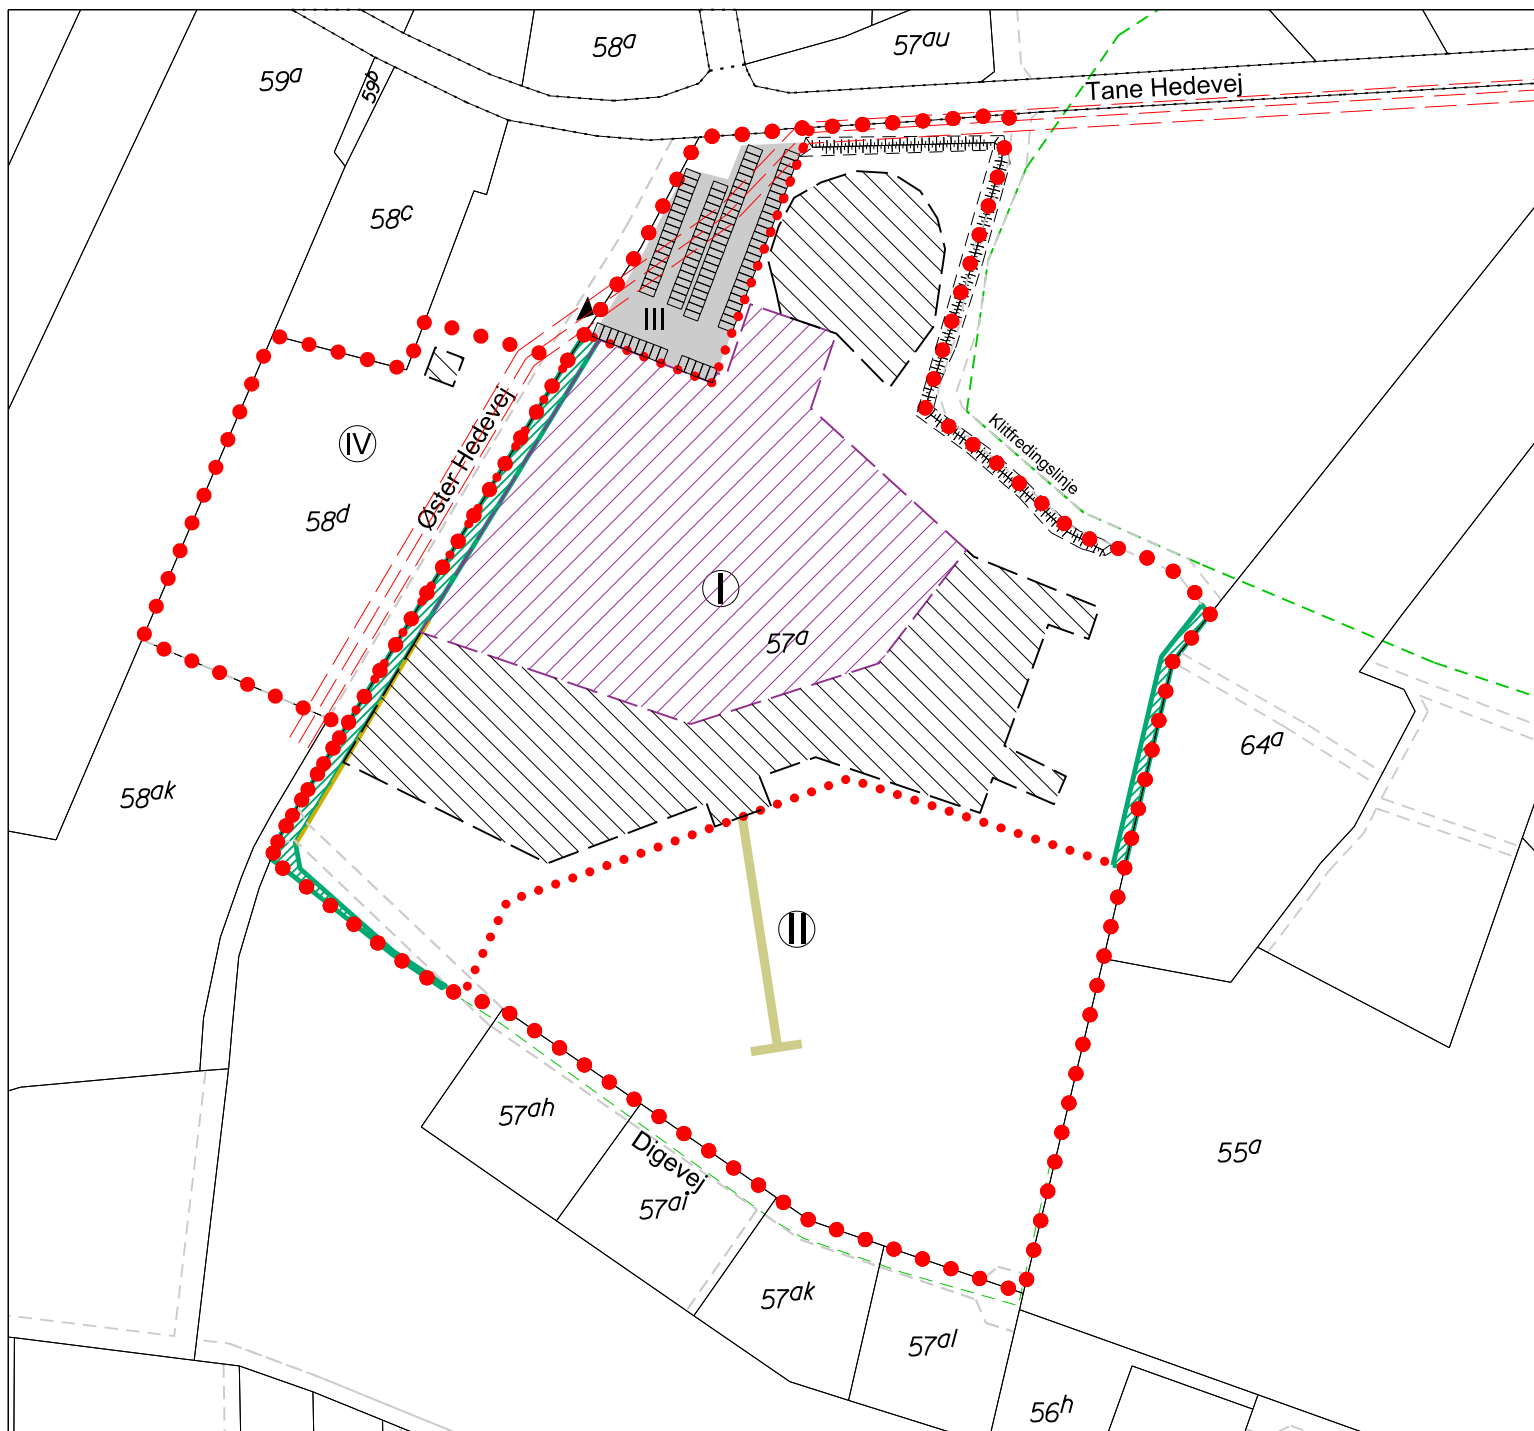 58a
57au
59a
59b
Tane Hedevej
58c
III
IV
Øster Hedevej
Klitfredingslinje
58d
I
57a
64a
58ak
II
57ah
Digevej
57ai
55a
57ak
57al
56h